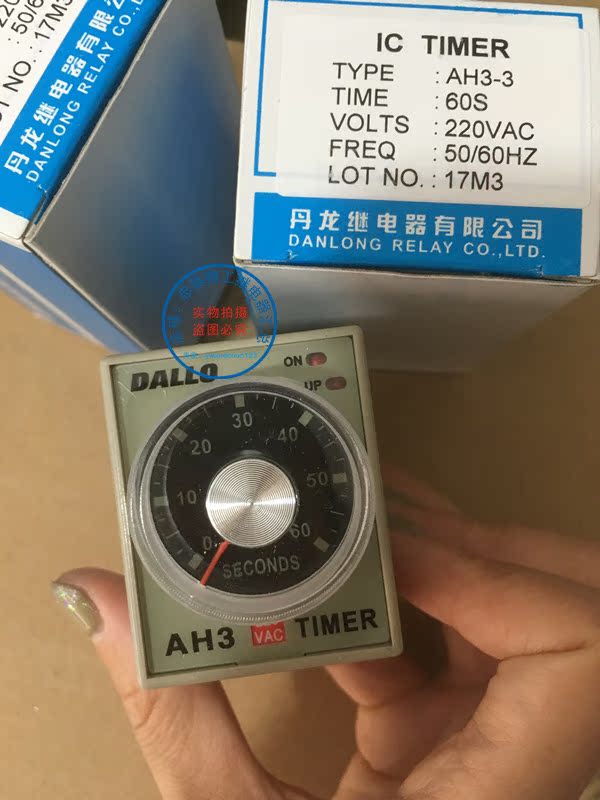 50/6
17M3
LOT NO. :
丹龙继电器有限
DANLONG RELAY CO.,
IC TIMER
TYPE : AH3-3
TIME : 60S
VOLTS : 220VAC
FREQ : 50/60HZ
LOT NO. : 17M3
丹龙继电器有限公司
DANLONG RELAY CO.,LTD.
实物拍摄
盗图必究
DALLO
ON
UP
0 10 20 30 40 50 60
SECONDS
AH3 VAC TIMER